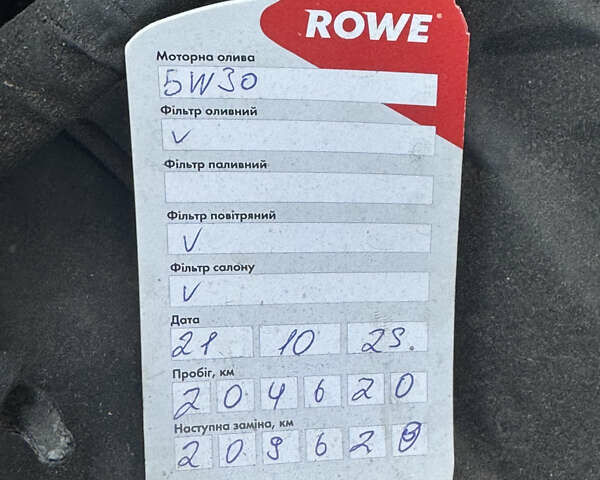 ROWE
Моторна олива
5W30
Фільтр оливний
✓
Фільтр паливний
Фільтр повітряний
✓
Фільтр салону
✓
Дата
21 10 25.
Пробіг, км
204620
Наступна заміна, км
209620